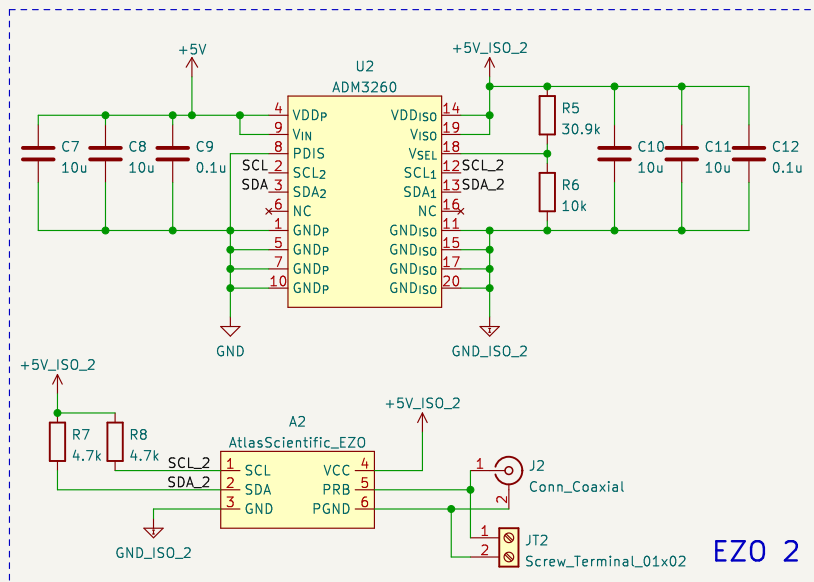 +5V
+5V_ISO_2
U2
ADM3260
4 VDDP VDDISO 14
9 VIN VISO 19
8 PDIS VSEL 18
SCL 2 SCL2 SCL1 12 SCL_2
SDA 3 SDA2 SDA1 13 SDA_2
6 NC NC 16
1 GNDP GNDISO 11
5 GNDP GNDISO 15
7 GNDP GNDISO 17
10 GNDP GNDISO 20
C7
10u
C8
10u
C9
0.1u
R5
30.9k
R6
10k
C10
10u
C11
10u
C12
0.1u
GND
GND_ISO_2
+5V_ISO_2
R7
4.7k
R8
4.7k
A2
AtlasScientific_EZO
SCL_2 1 SCL VCC 4
SDA_2 2 SDA PRB 5
3 GND PGND 6
GND_ISO_2
+5V_ISO_2
1
2
J2
Conn_Coaxial
1
2
JT2
Screw_Terminal_01x02
EZO 2